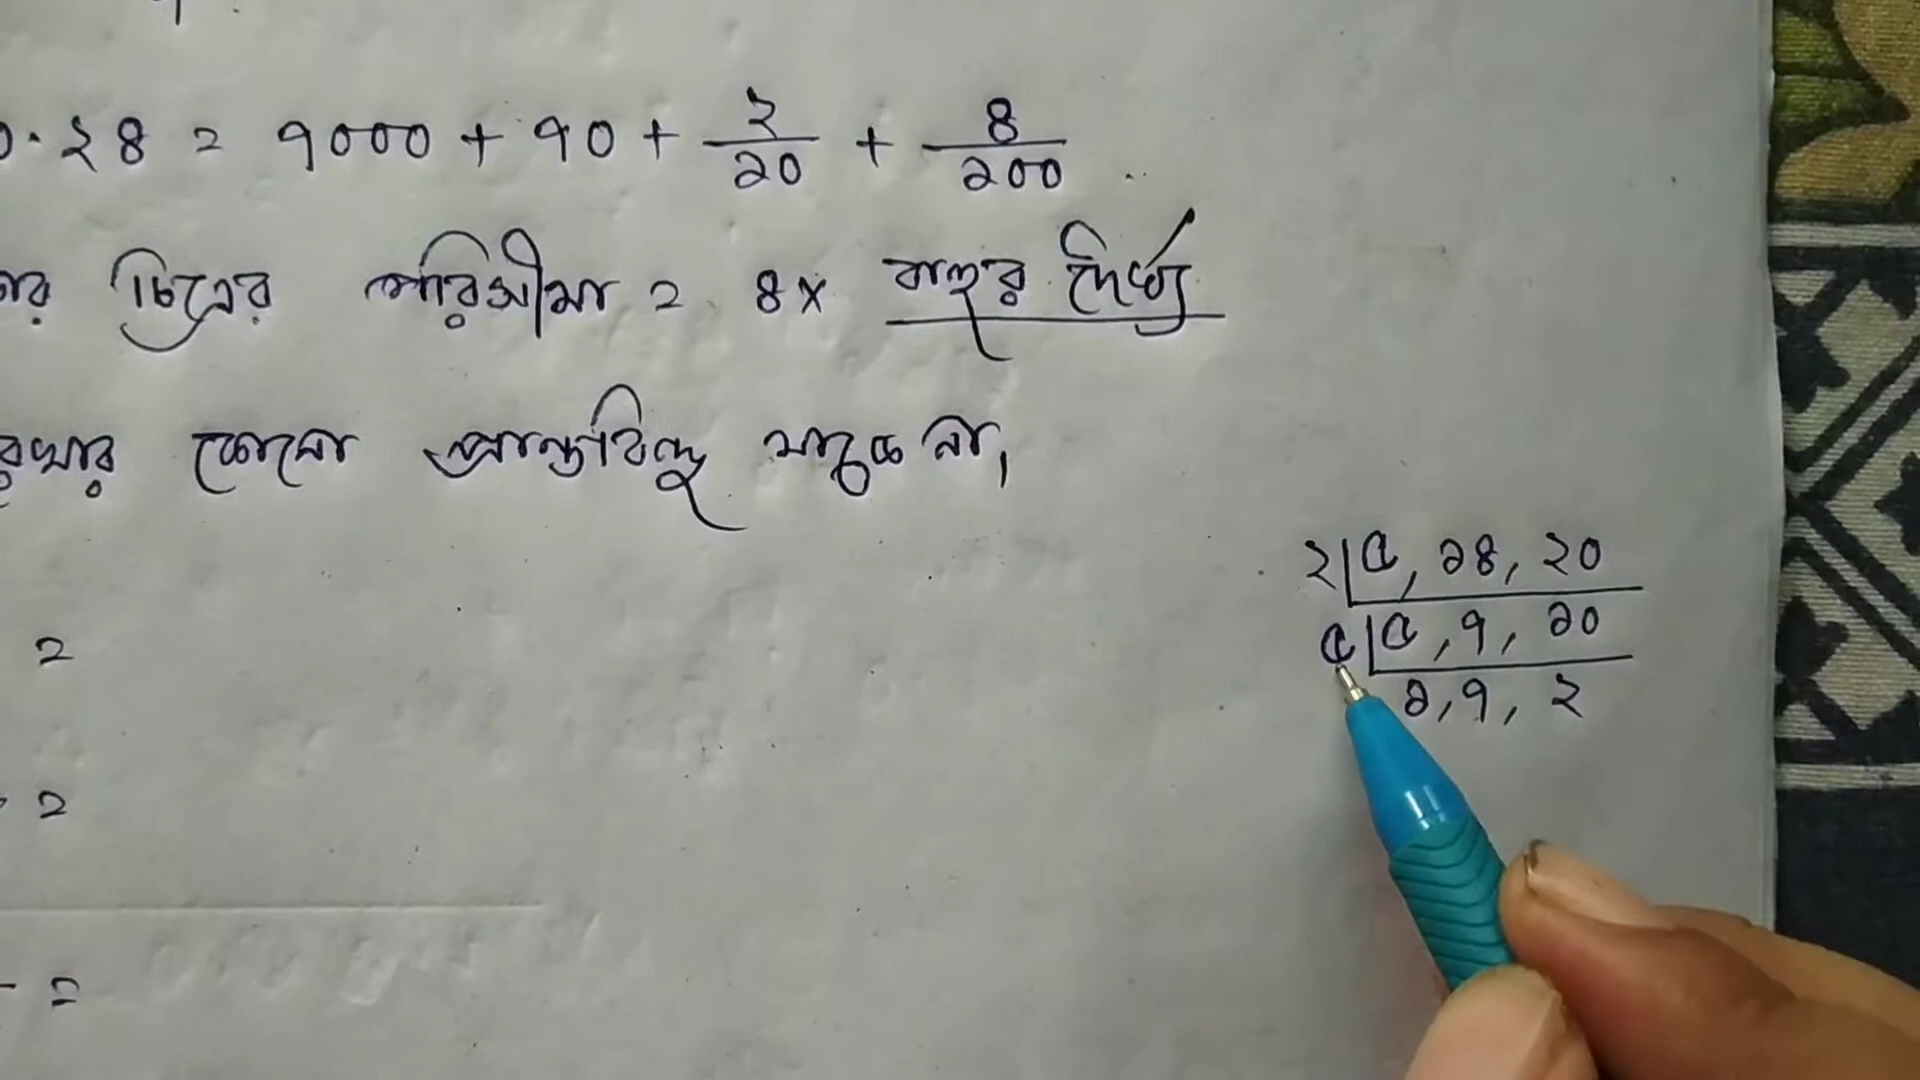 ০.২৪ = ৭০০০ + ৭০ + ২/১০ + ৪/১০০
চিত্রের পরিসীমা = ৪× বাহুর দৈর্ঘ্য
কোনো প্রান্তবিন্দু থাকে না,
২ | ৫, ১৪, ২০
৫ | ৫, ৭, ১০
১, ৭, ২
=
=
=